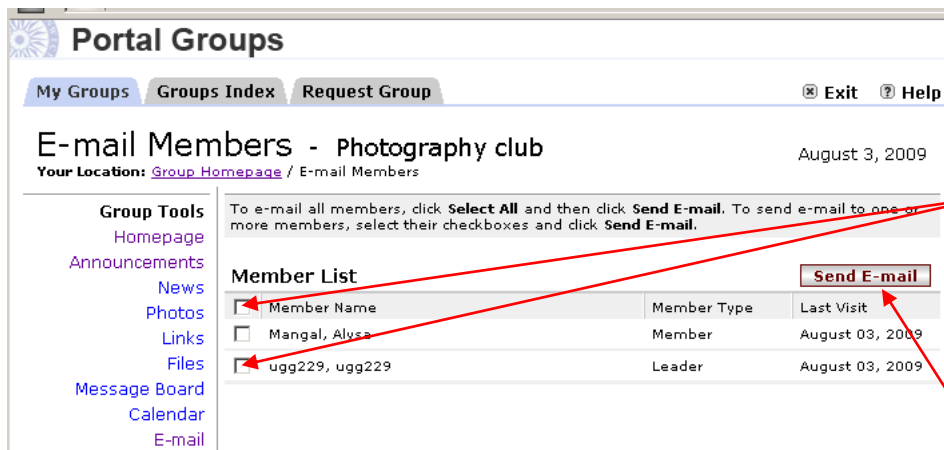 Portal Groups
My Groups Groups Index Request Group Exit Help
E-mail Members - Photography club
August 3, 2009
Your Location: Group Homepage / E-mail Members
Group Tools
Homepage
Announcements
News
Photos
Links
Files
Message Board
Calendar
E-mail
To e-mail all members, click Select All and then click Send E-mail. To send e-mail to one or
more members, select their checkboxes and click Send E-mail.
Member List
Send E-mail
Member Name Member Type Last Visit
Mangal, Alysa Member August 03, 2009
ugg229, ugg229 Leader August 03, 2009